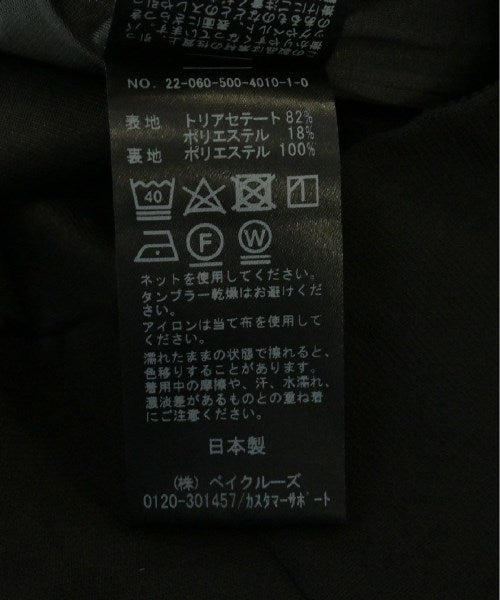 NO. 22-060-500-4010-1-0
表地 トリアセテート 82%
ポリエステル 18%
裏地 ポリエステル 100%
40
F W
ネットを使用してください。
タンブラー乾燥はお避けくだ
さい。
アイロンは当て布を使用して
ください。
濡れたままの状態で擦れると、
色移りすることがあります。
着用中の摩擦や、汗、水濡れ、
濃淡差があるものとの重ね着
にご注意ください。
日本製
(株) ベイクルーズ
0120-301457/カスタマーサポート